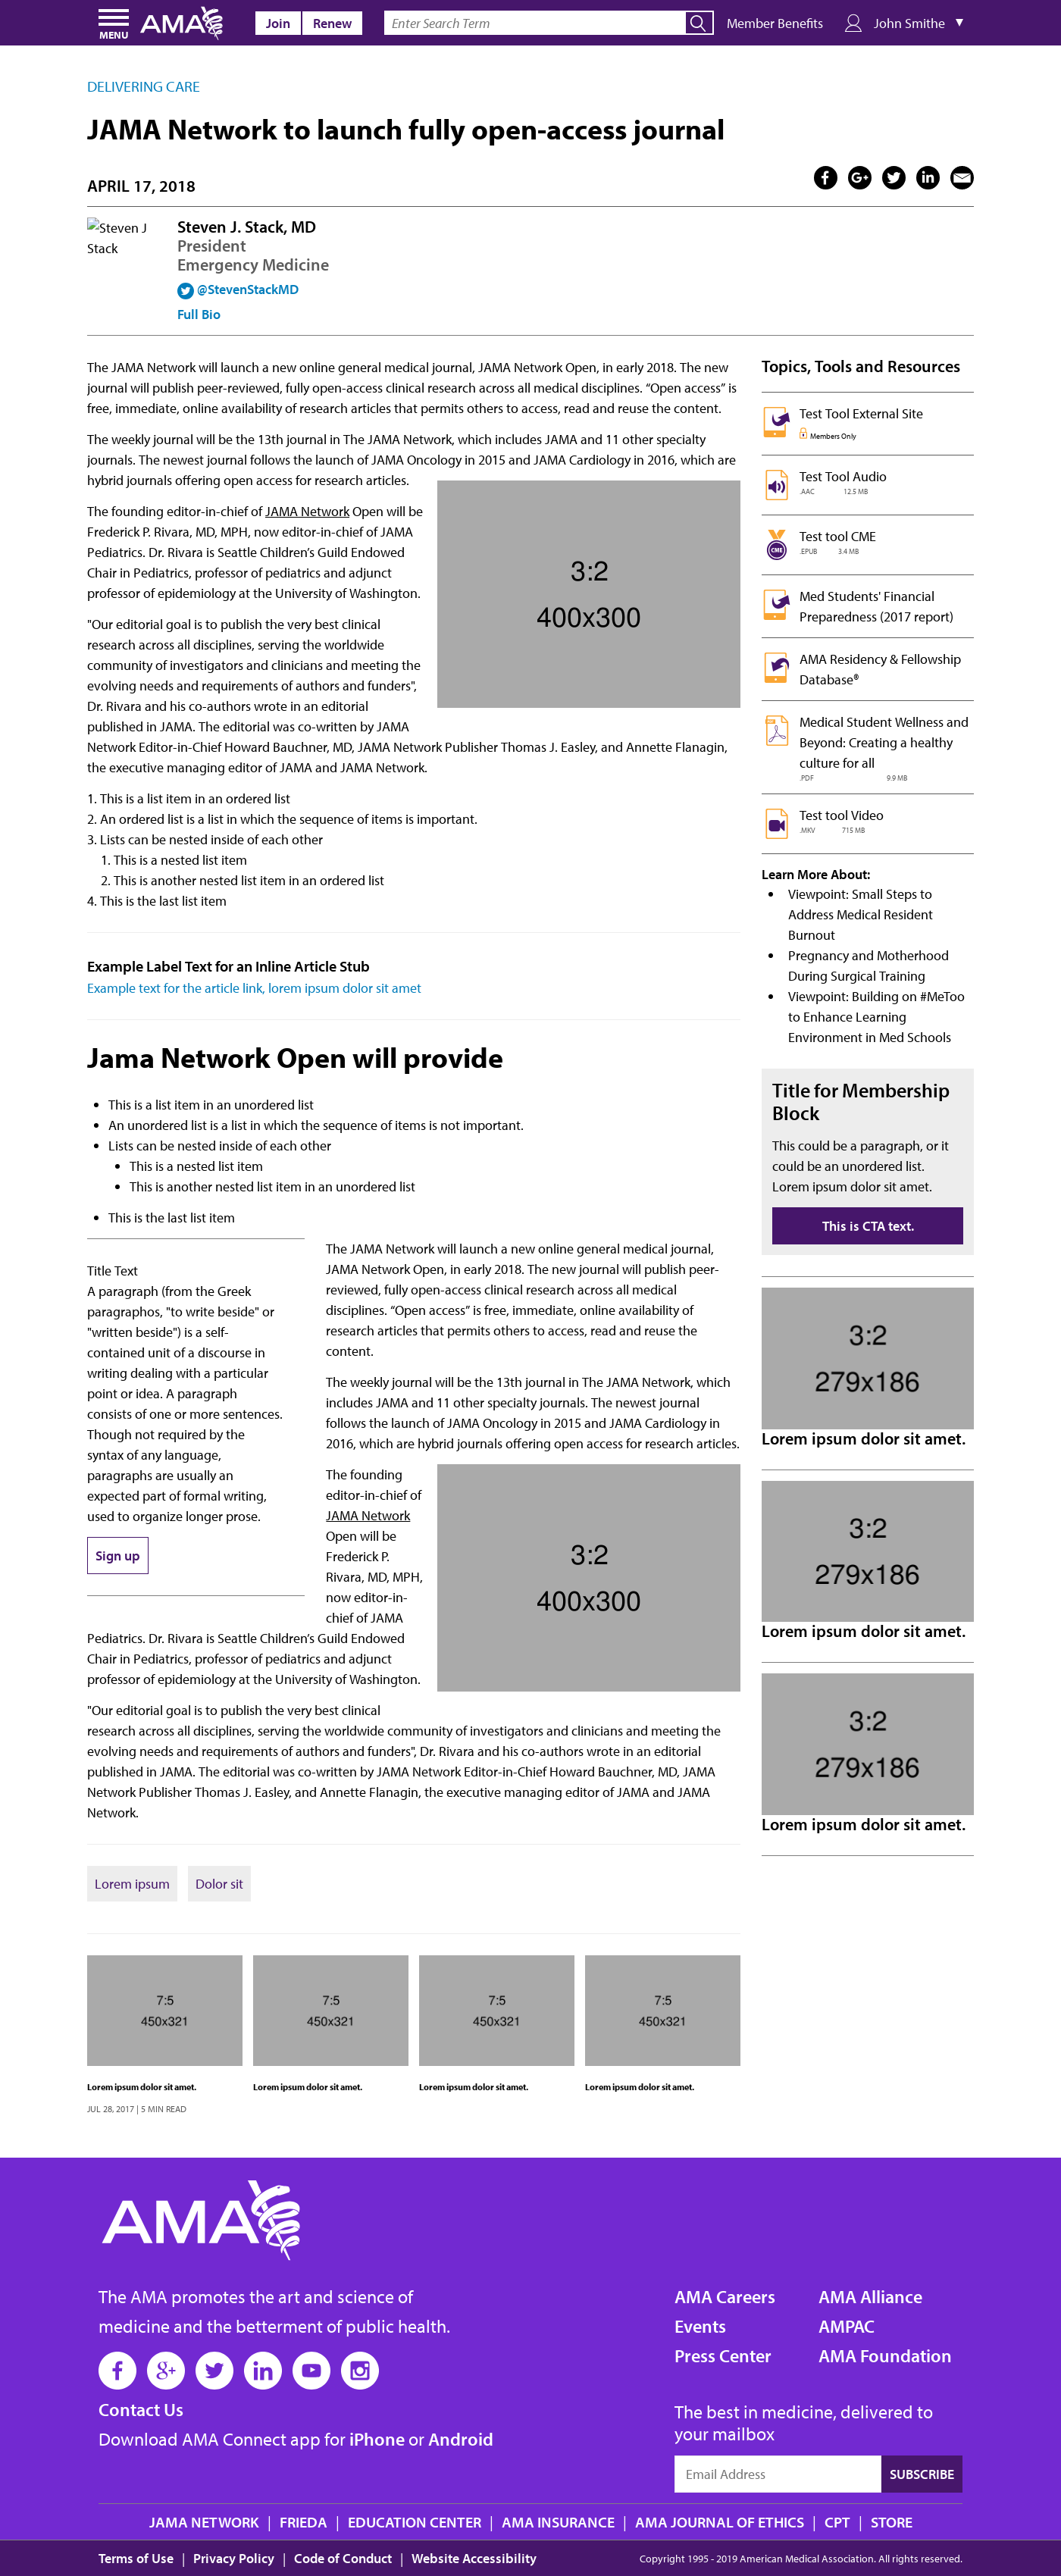 MENU
AMA
Join
Renew
Enter Search Term
Member Benefits
John Smithe
DELIVERING CARE
JAMA Network to launch fully open-access journal
APRIL 17, 2018
Steven J
Stack
Steven J. Stack, MD
President
Emergency Medicine
@StevenStackMD
Full Bio
The JAMA Network will launch a new online general medical journal, JAMA Network Open, in early 2018. The new
journal will publish peer-reviewed, fully open-access clinical research across all medical disciplines. “Open access” is
free, immediate, online availability of research articles that permits others to access, read and reuse the content.
The weekly journal will be the 13th journal in The JAMA Network, which includes JAMA and 11 other specialty
journals. The newest journal follows the launch of JAMA Oncology in 2015 and JAMA Cardiology in 2016, which are
hybrid journals offering open access for research articles.
The founding editor-in-chief of JAMA Network Open will be
Frederick P. Rivara, MD, MPH, now editor-in-chief of JAMA
Pediatrics. Dr. Rivara is Seattle Children’s Guild Endowed
Chair in Pediatrics, professor of pediatrics and adjunct
professor of epidemiology at the University of Washington.
3:2
400x300
"Our editorial goal is to publish the very best clinical
research across all disciplines, serving the worldwide
community of investigators and clinicians and meeting the
evolving needs and requirements of authors and funders",
Dr. Rivara and his co-authors wrote in an editorial
published in JAMA. The editorial was co-written by JAMA
Network Editor-in-Chief Howard Bauchner, MD, JAMA Network Publisher Thomas J. Easley, and Annette Flanagin,
the executive managing editor of JAMA and JAMA Network.
1. This is a list item in an ordered list
2. An ordered list is a list in which the sequence of items is important.
3. Lists can be nested inside of each other
1. This is a nested list item
2. This is another nested list item in an ordered list
4. This is the last list item
Example Label Text for an Inline Article Stub
Example text for the article link, lorem ipsum dolor sit amet
Jama Network Open will provide
This is a list item in an unordered list
An unordered list is a list in which the sequence of items is not important.
Lists can be nested inside of each other
This is a nested list item
This is another nested list item in an unordered list
This is the last list item
Title Text
A paragraph (from the Greek
paragraphos, "to write beside" or
"written beside") is a self-
contained unit of a discourse in
writing dealing with a particular
point or idea. A paragraph
consists of one or more sentences.
Though not required by the
syntax of any language,
paragraphs are usually an
expected part of formal writing,
used to organize longer prose.
Sign up
The JAMA Network will launch a new online general medical journal,
JAMA Network Open, in early 2018. The new journal will publish peer-
reviewed, fully open-access clinical research across all medical
disciplines. “Open access” is free, immediate, online availability of
research articles that permits others to access, read and reuse the
content.
The weekly journal will be the 13th journal in The JAMA Network, which
includes JAMA and 11 other specialty journals. The newest journal
follows the launch of JAMA Oncology in 2015 and JAMA Cardiology in
2016, which are hybrid journals offering open access for research articles.
The founding
editor-in-chief of
JAMA Network
Open will be
Frederick P.
Rivara, MD, MPH,
now editor-in-
chief of JAMA
Pediatrics. Dr. Rivara is Seattle Children’s Guild Endowed
Chair in Pediatrics, professor of pediatrics and adjunct
professor of epidemiology at the University of Washington.
3:2
400x300
"Our editorial goal is to publish the very best clinical
research across all disciplines, serving the worldwide community of investigators and clinicians and meeting the
evolving needs and requirements of authors and funders", Dr. Rivara and his co-authors wrote in an editorial
published in JAMA. The editorial was co-written by JAMA Network Editor-in-Chief Howard Bauchner, MD, JAMA
Network Publisher Thomas J. Easley, and Annette Flanagin, the executive managing editor of JAMA and JAMA
Network.
Lorem ipsum
Dolor sit
7:5
450x321
7:5
450x321
7:5
450x321
7:5
450x321
Lorem ipsum dolor sit amet.
Lorem ipsum dolor sit amet.
Lorem ipsum dolor sit amet.
Lorem ipsum dolor sit amet.
JUL 28, 2017 | 5 MIN READ
Topics, Tools and Resources
Test Tool External Site
Members Only
Test Tool Audio
.AAC 12.5 MB
CME
Test tool CME
.EPUB 3.4 MB
Med Students' Financial
Preparedness (2017 report)
AMA Residency & Fellowship
Database®
Medical Student Wellness and
Beyond: Creating a healthy
culture for all
.PDF 9.9 MB
Test tool Video
.MKV 715 MB
Learn More About:
Viewpoint: Small Steps to
Address Medical Resident
Burnout
Pregnancy and Motherhood
During Surgical Training
Viewpoint: Building on #MeToo
to Enhance Learning
Environment in Med Schools
Title for Membership
Block
This could be a paragraph, or it
could be an unordered list.
Lorem ipsum dolor sit amet.
This is CTA text.
3:2
279x186
Lorem ipsum dolor sit amet.
3:2
279x186
Lorem ipsum dolor sit amet.
3:2
279x186
Lorem ipsum dolor sit amet.
AMA
The AMA promotes the art and science of
medicine and the betterment of public health.
Contact Us
Download AMA Connect app for iPhone or Android
AMA Careers
Events
Press Center
AMA Alliance
AMPAC
AMA Foundation
The best in medicine, delivered to
your mailbox
Email Address
SUBSCRIBE
JAMA NETWORK | FRIEDA | EDUCATION CENTER | AMA INSURANCE | AMA JOURNAL OF ETHICS | CPT | STORE
Terms of Use | Privacy Policy | Code of Conduct | Website Accessibility
Copyright 1995 - 2019 American Medical Association. All rights reserved.